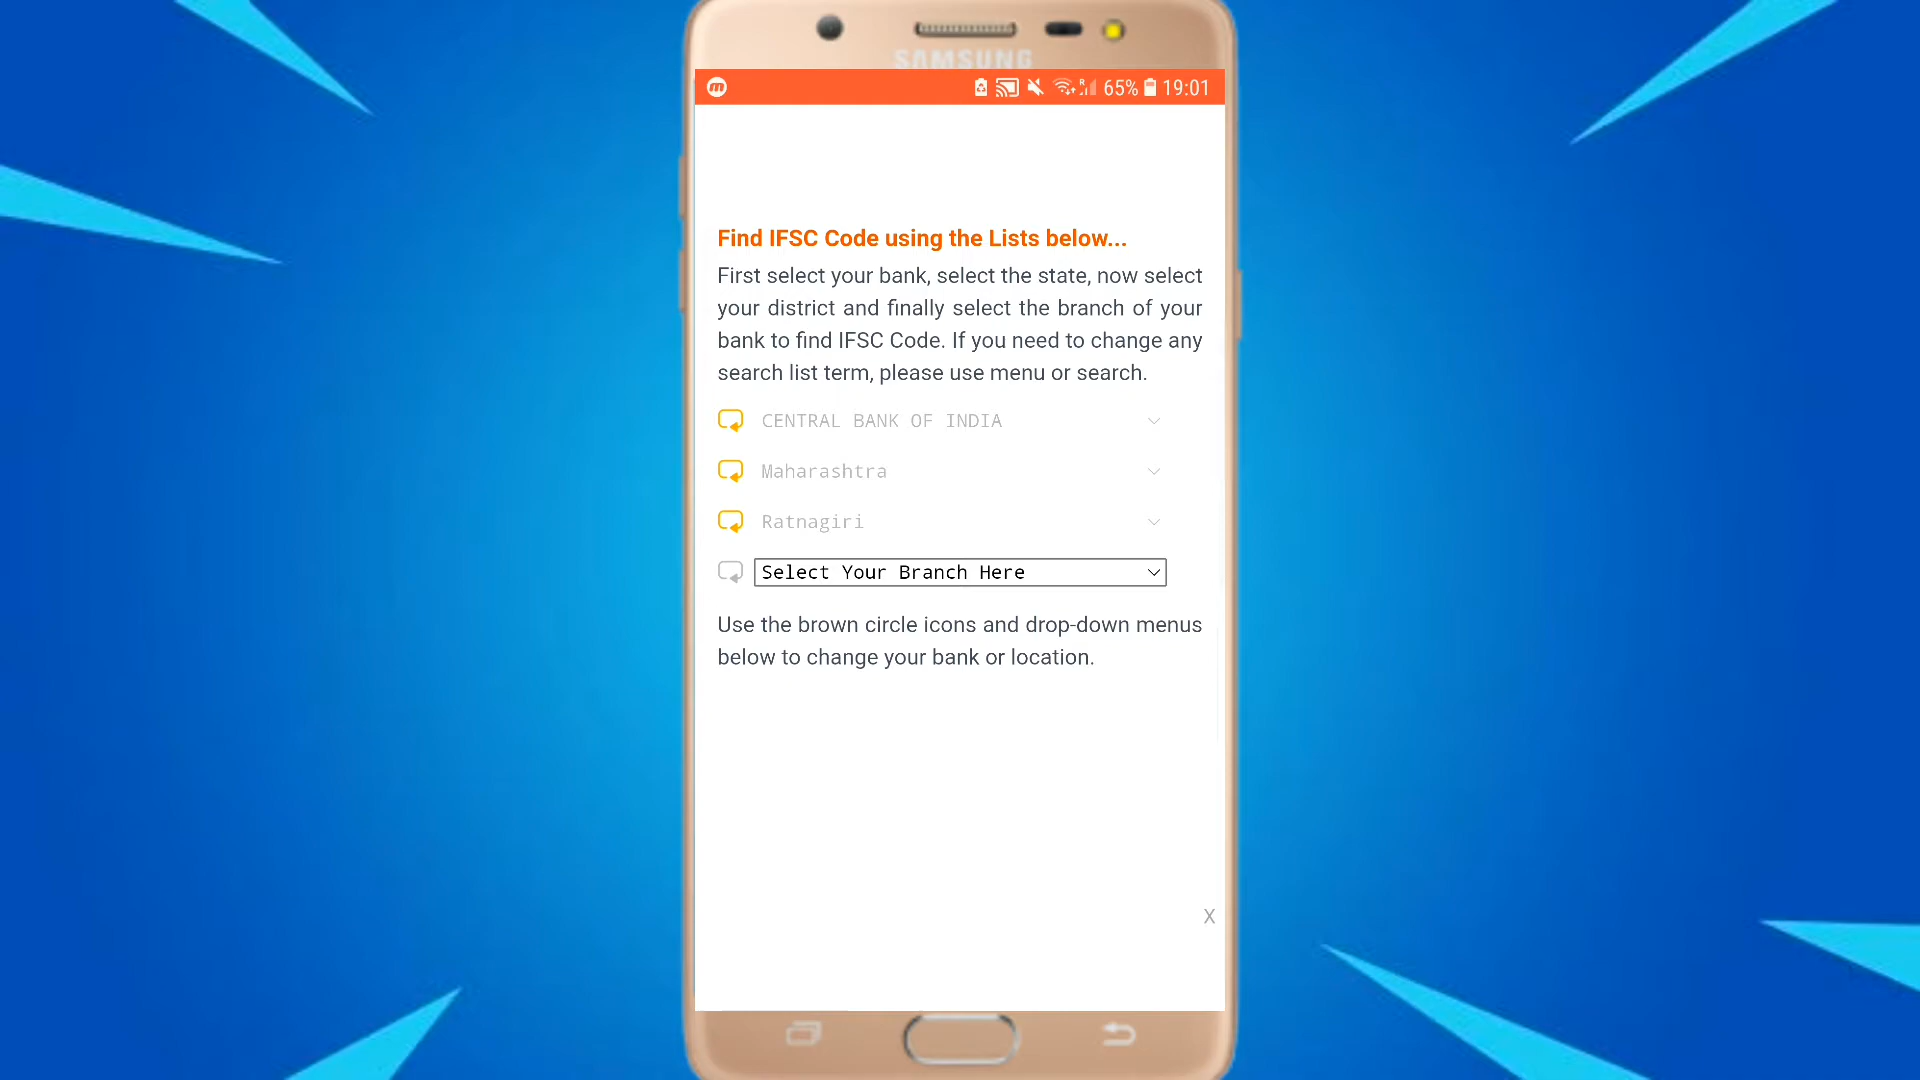 SAMSUNG
65% 19:01
Find IFSC Code using the Lists below...
First select your bank, select the state, now select
your district and finally select the branch of your
bank to find IFSC Code. If you need to change any
search list term, please use menu or search.
CENTRAL BANK OF INDIA
Maharashtra
Ratnagiri
Select Your Branch Here
Use the brown circle icons and drop-down menus
below to change your bank or location.
X